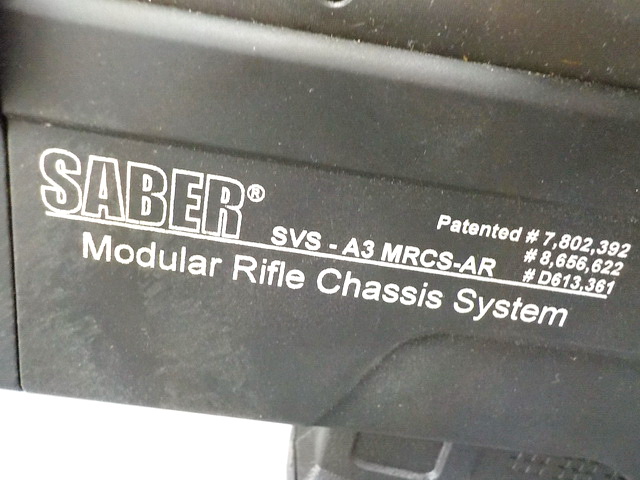 SABER®
SVS - A3 MRCS-AR
Modular Rifle Chassis System
Patented # 7,802,392
# 8,656,622
# D613,361